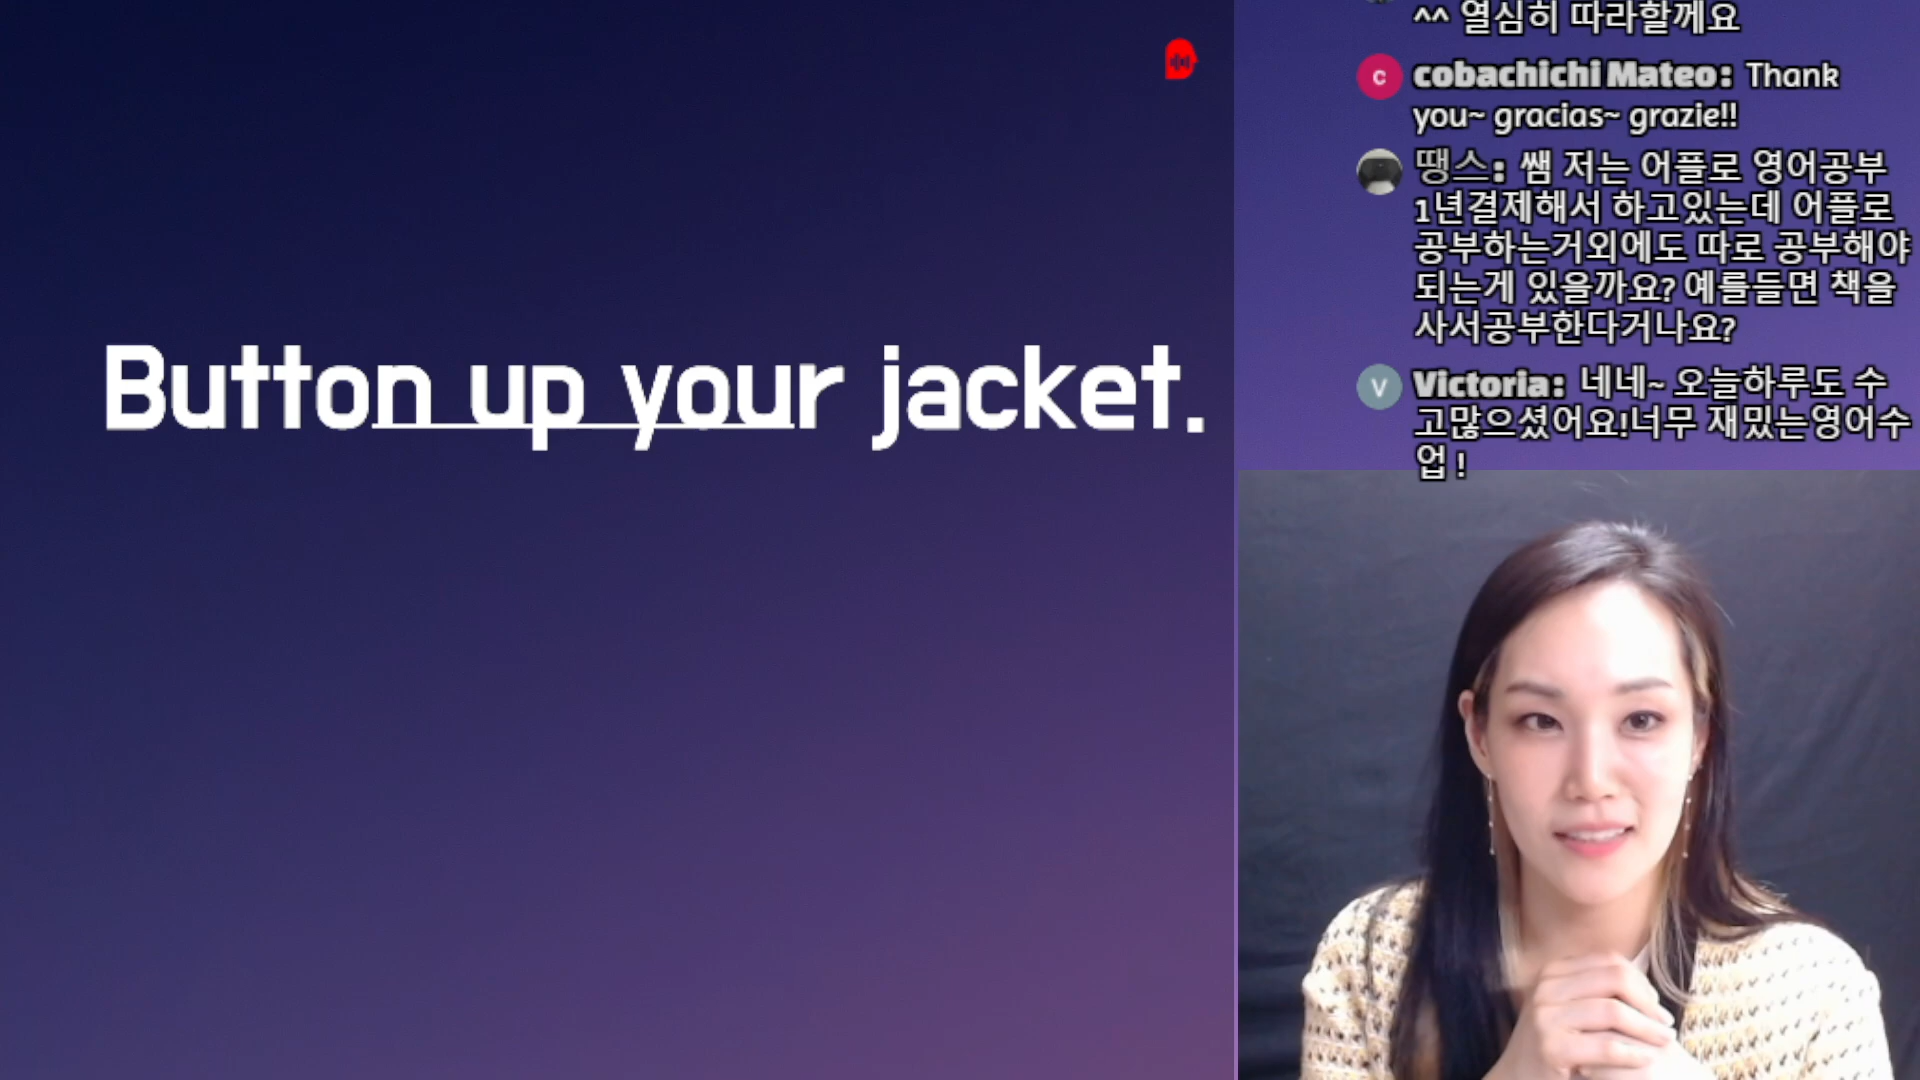 Button up your jacket.
^^ 열심히 따라할께요
cobachichi Mateo: Thank
you~ gracias~ grazie!!
땡스: 쌤 저는 어플로 영어공부
1년결제해서 하고있는데 어플로
공부하는거외에도 따로 공부해야
되는게 있을까요? 예를들면 책을
사서공부한다거나요?
Victoria: 네네~ 오늘하루도 수
고많으셨어요!너무 재밌는영어수
업 !
C
V